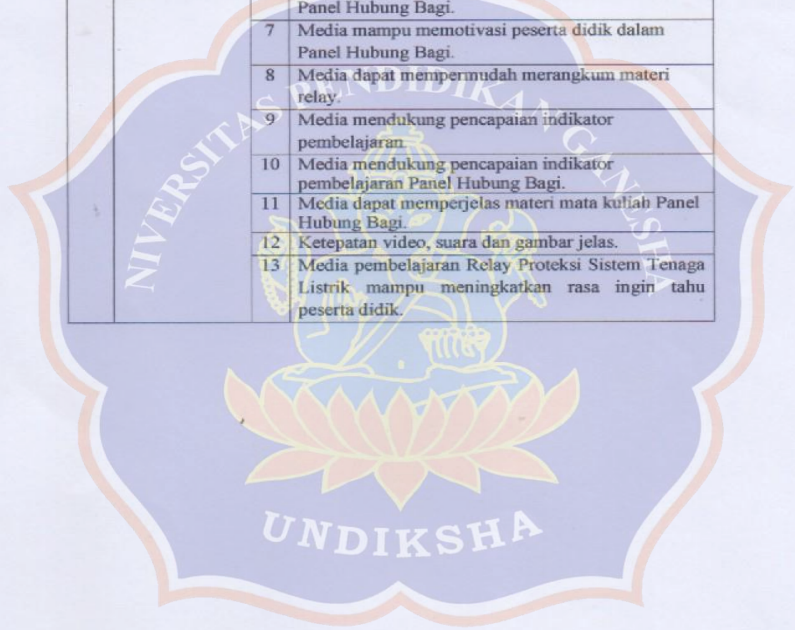 Panel Hubung Bagi.
7 Media mampu memotivasi peserta didik dalam
Panel Hubung Bagi.
8 Media dapat mempermudah merangkum materi
relay.
9 Media mendukung pencapaian indikator
pembelajaran
10 Media mendukung pencapaian indikator
pembelajaran Panel Hubung Bagi.
11 Media dapat memperjelas materi mata kuliah Panel
Hubung Bagi.
12 Ketepatan video, suara dan gambar jelas.
13 Media pembelajaran Relay Proteksi Sistem Tenaga
Listrik mampu meningkatkan rasa ingin tahu
peserta didik.
NIVERSITAS PENDIDIKAN GANESHA
UNDIKSHA